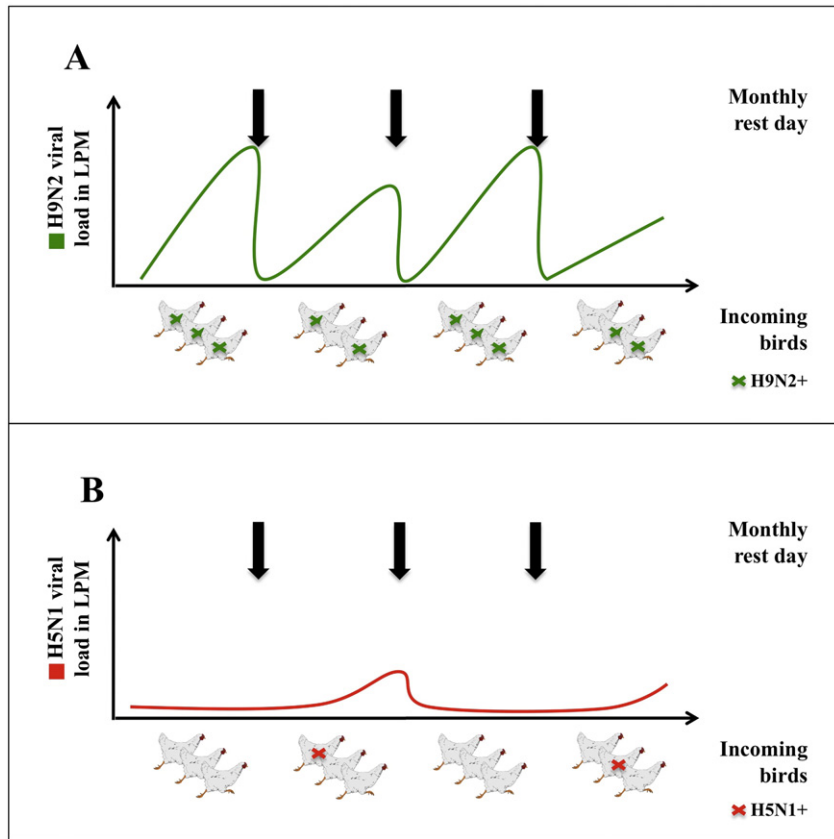 A
Monthly
rest day
H9N2 viral
load in LPM
Incoming
birds
H9N2+
B
Monthly
rest day
H5N1 viral
load in LPM
Incoming
birds
H5N1+